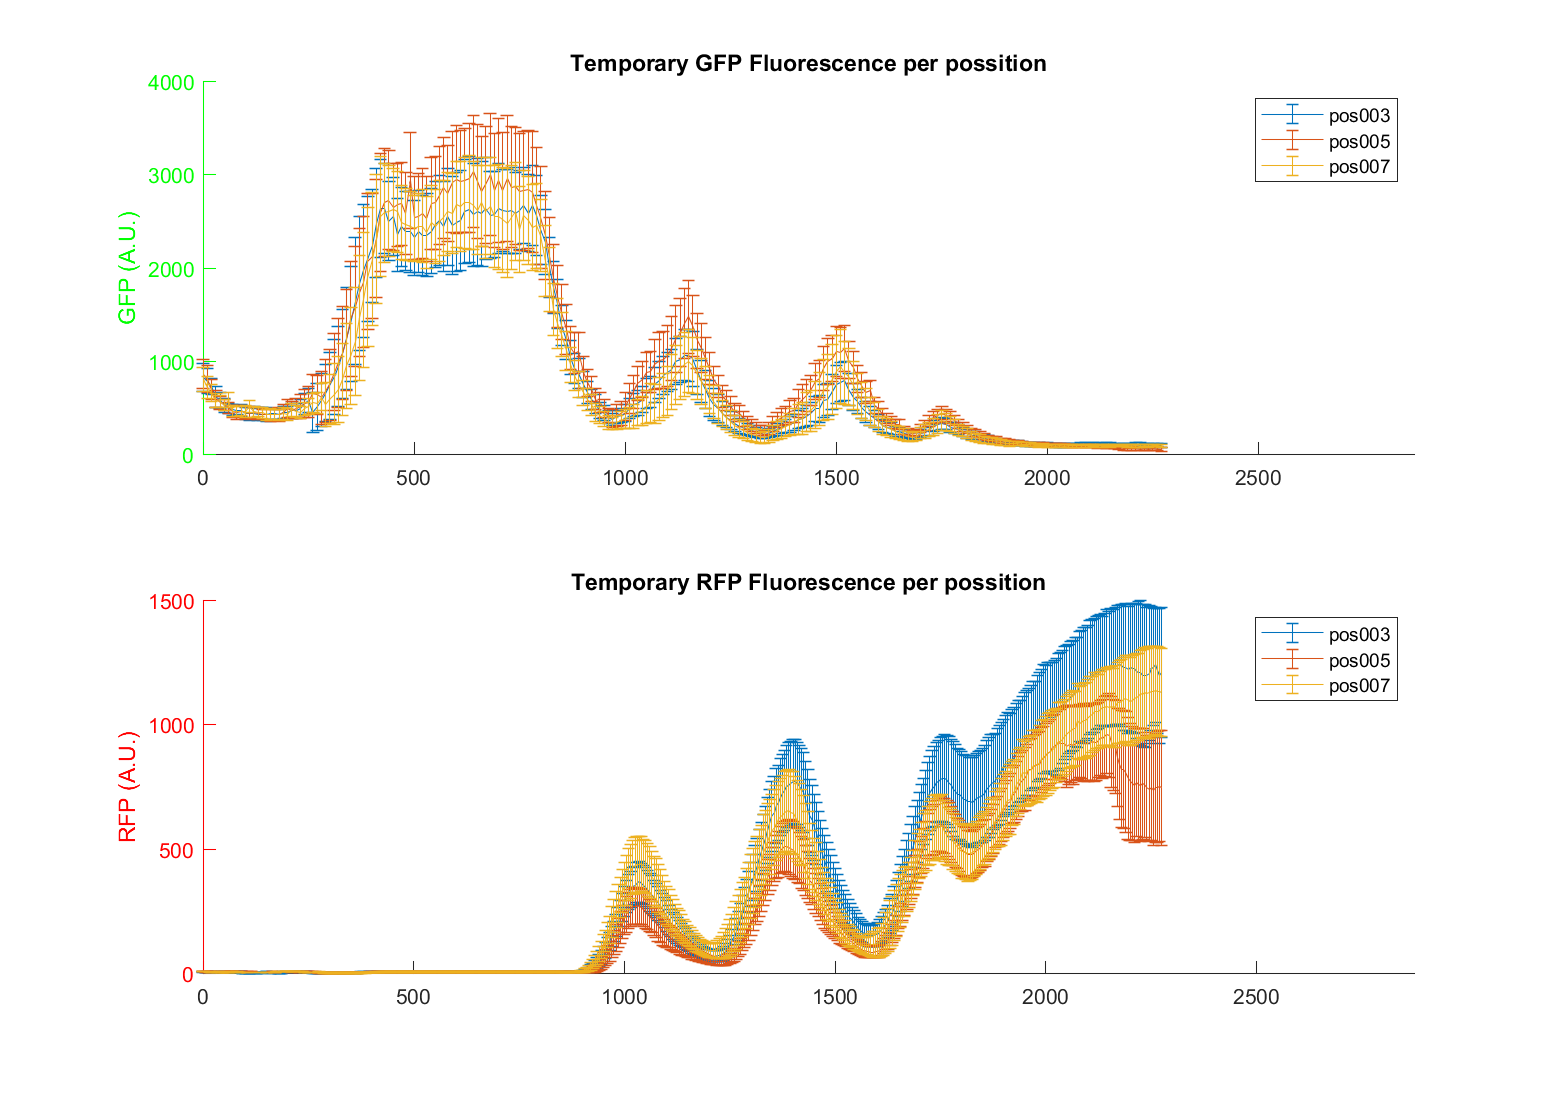 Temporary GFP Fluorescence per possition
4000
3000
2000
1000
0
GFP (A.U.)
0 500 1000 1500 2000 2500
pos003
pos005
pos007
Temporary RFP Fluorescence per possition
1500
1000
500
0
RFP (A.U.)
0 500 1000 1500 2000 2500
pos003
pos005
pos007